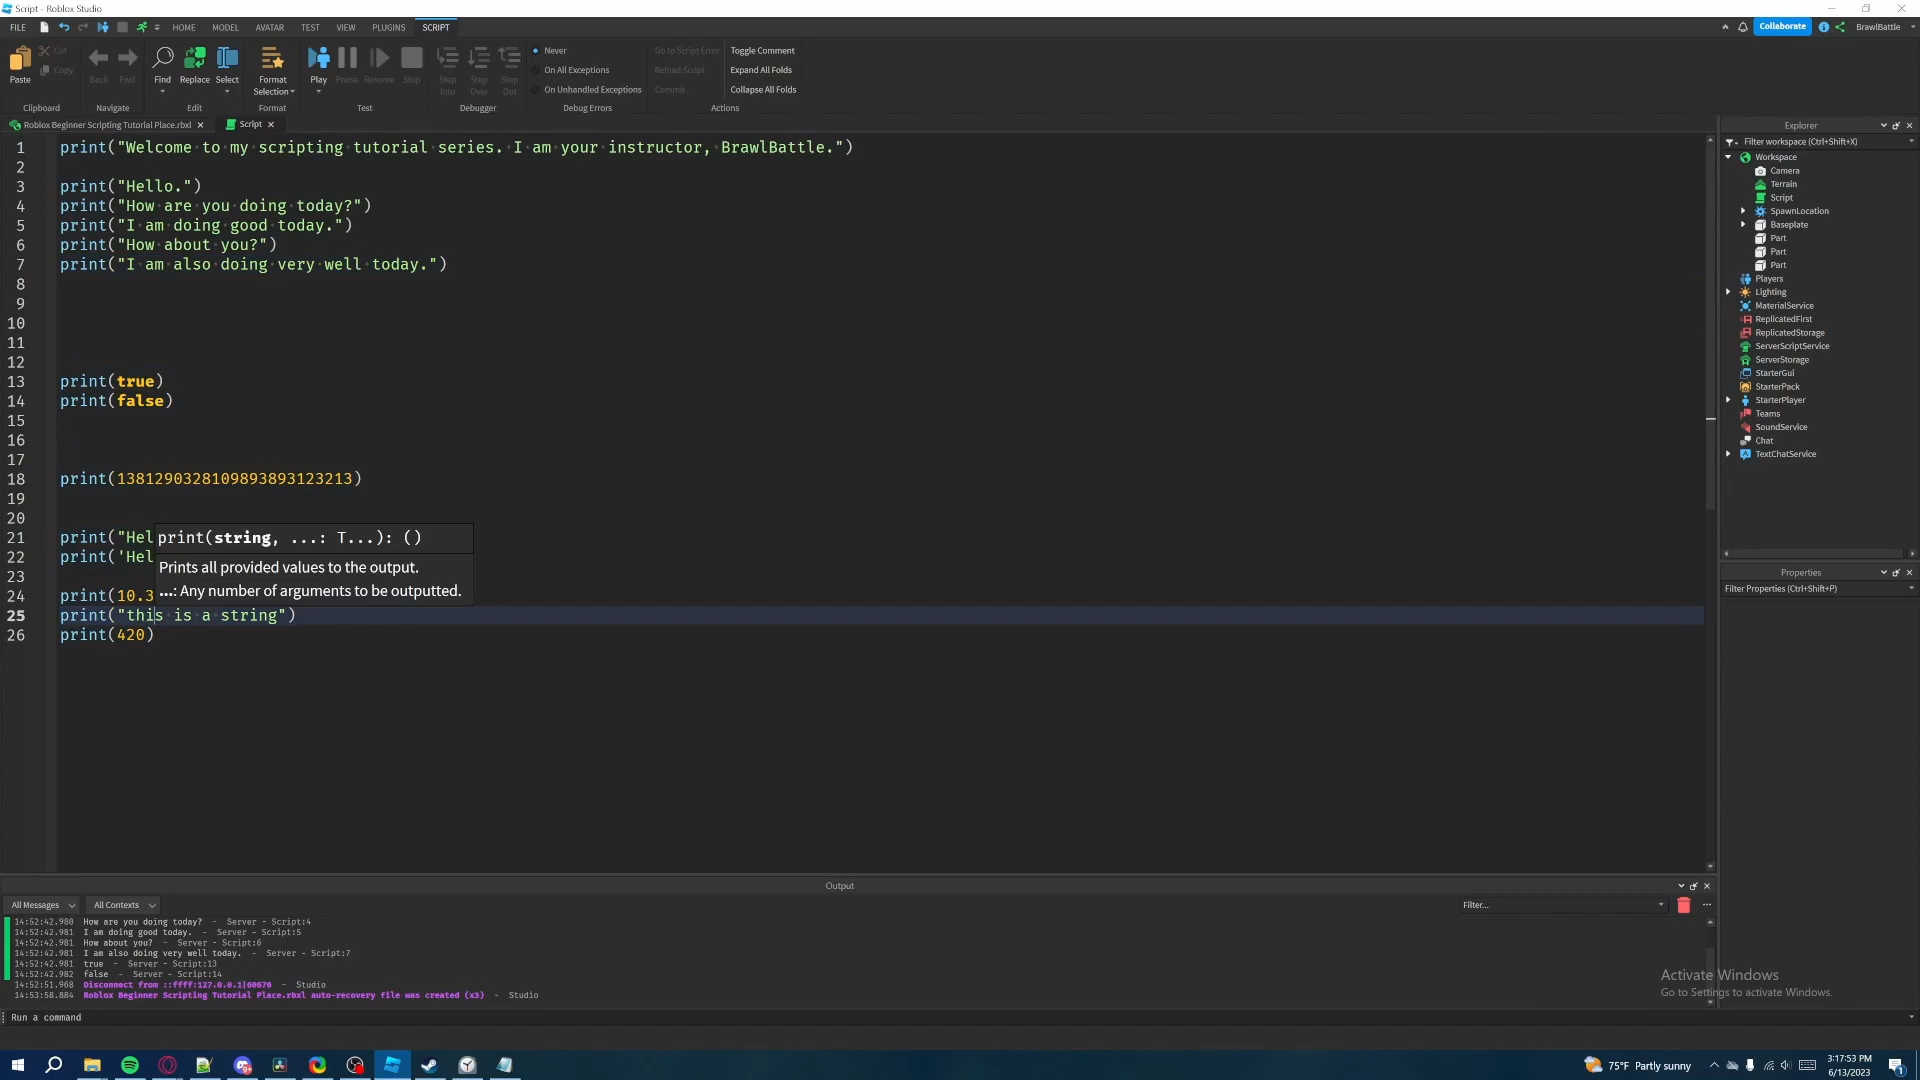 Script - Roblox Studio
FILE HOME MODEL AVATAR TEST VIEW PLUGINS SCRIPT Collaborate BrawlBattle
Paste Cut Copy Back Fwd Find Replace Select Format Selection Play Pause Resume Stop Step Into Step Over Step Out
Never
On All Exceptions
On Unhandled Exceptions
Go to Script Error
Reload Script
Commit
Toggle Comment
Expand All Folds
Collapse All Folds
Clipboard Navigate Edit Format Test Debugger Debug Errors Actions
Roblox Beginner Scripting Tutorial Place.rbxl Script
1 print("Welcome to my scripting tutorial series. I am your instructor, BrawlBattle.")
2
3 print("Hello.")
4 print("How are you doing today?")
5 print("I am doing good today.")
6 print("How about you?")
7 print("I am also doing very well today.")
8
9
10
11
12
13 print(true)
14 print(false)
15
16
17
18 print(1381290328109893893123213)
19
20
21 print("Hel
22 print('Hel
23
24 print(10.3
25 print("this is a string")
26 print(420)
print(string, ...: T...): ()
Prints all provided values to the output.
...: Any number of arguments to be outputted.
Explorer
Filter workspace (Ctrl+Shift+X)
Workspace
Camera
Terrain
Script
SpawnLocation
Baseplate
Part
Part
Part
Players
Lighting
MaterialService
ReplicatedFirst
ReplicatedStorage
ServerScriptService
ServerStorage
StarterGui
StarterPack
StarterPlayer
Teams
SoundService
Chat
TextChatService
Properties
Filter Properties (Ctrl+Shift+P)
Output
All Messages All Contexts Filter...
14:52:42.980 How are you doing today? - Server - Script:4
14:52:42.981 I am doing good today. - Server - Script:5
14:52:42.981 How about you? - Server - Script:6
14:52:42.981 I am also doing very well today. - Server - Script:7
14:52:42.981 true - Server - Script:13
14:52:42.982 false - Server - Script:14
14:52:51.968 Disconnect from ::ffff:127.0.0.1|60676 - Studio
14:53:58.884 Roblox Beginner Scripting Tutorial Place.rbxl auto-recovery file was created (x3) - Studio
Activate Windows
Go to Settings to activate Windows.
Run a command
75°F Partly sunny
3:17:53 PM
6/13/2023